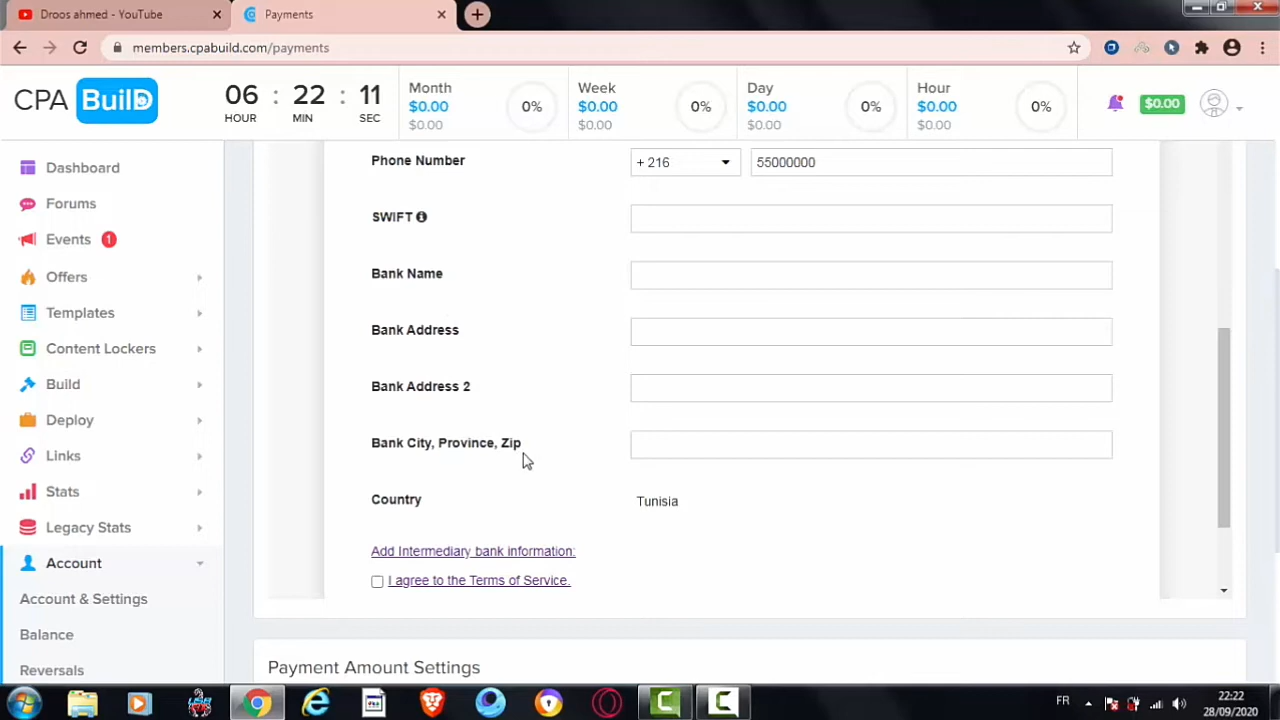 Droos ahmed - YouTube
Payments
members.cpabuild.com/payments
CPA BuilD
06 : 22 : 11
HOUR MIN SEC
Month
$0.00
$0.00
0%
Week
$0.00
$0.00
0%
Day
$0.00
$0.00
0%
Hour
$0.00
$0.00
0%
$0.00
Dashboard
Forums
Events 1
Offers
Templates
Content Lockers
Build
Deploy
Links
Stats
Legacy Stats
Account
Account & Settings
Balance
Reversals
Phone Number + 216 55000000
SWIFT
Bank Name
Bank Address
Bank Address 2
Bank City, Province, Zip
Country Tunisia
Add Intermediary bank information:
I agree to the Terms of Service.
Payment Amount Settings
FR
22:22
28/09/2020